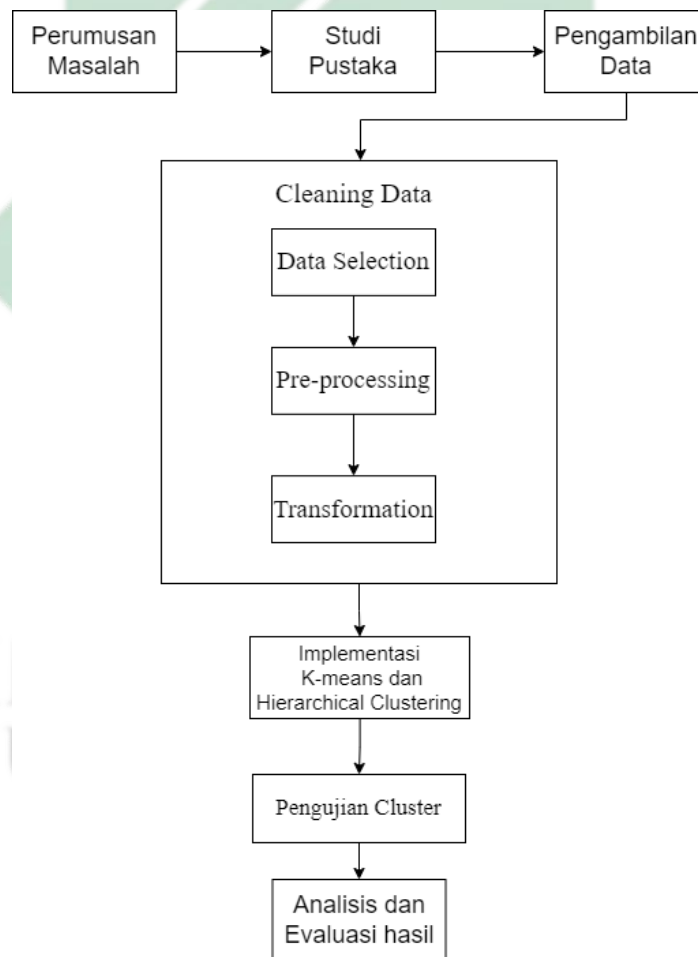 Perumusan
Masalah
Studi
Pustaka
Pengambilan
Data
Cleaning Data
Data Selection
Pre-processing
Transformation
Implementasi
K-means dan
Hierarchical Clustering
Pengujian Cluster
Analisis dan
Evaluasi hasil